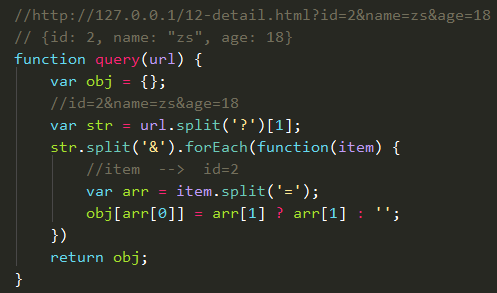 //http://127.0.0.1/12-detail.html?id=2&name=zs&age=18
// {id: 2, name: "zs", age: 18}
function query(url) {
    var obj = {};
    //id=2&name=zs&age=18
    var str = url.split('?')[1];
    str.split('&').forEach(function(item) {
        //item  -->  id=2
        var arr = item.split('=');
        obj[arr[0]] = arr[1] ? arr[1] : '';
    })
    return obj;
}